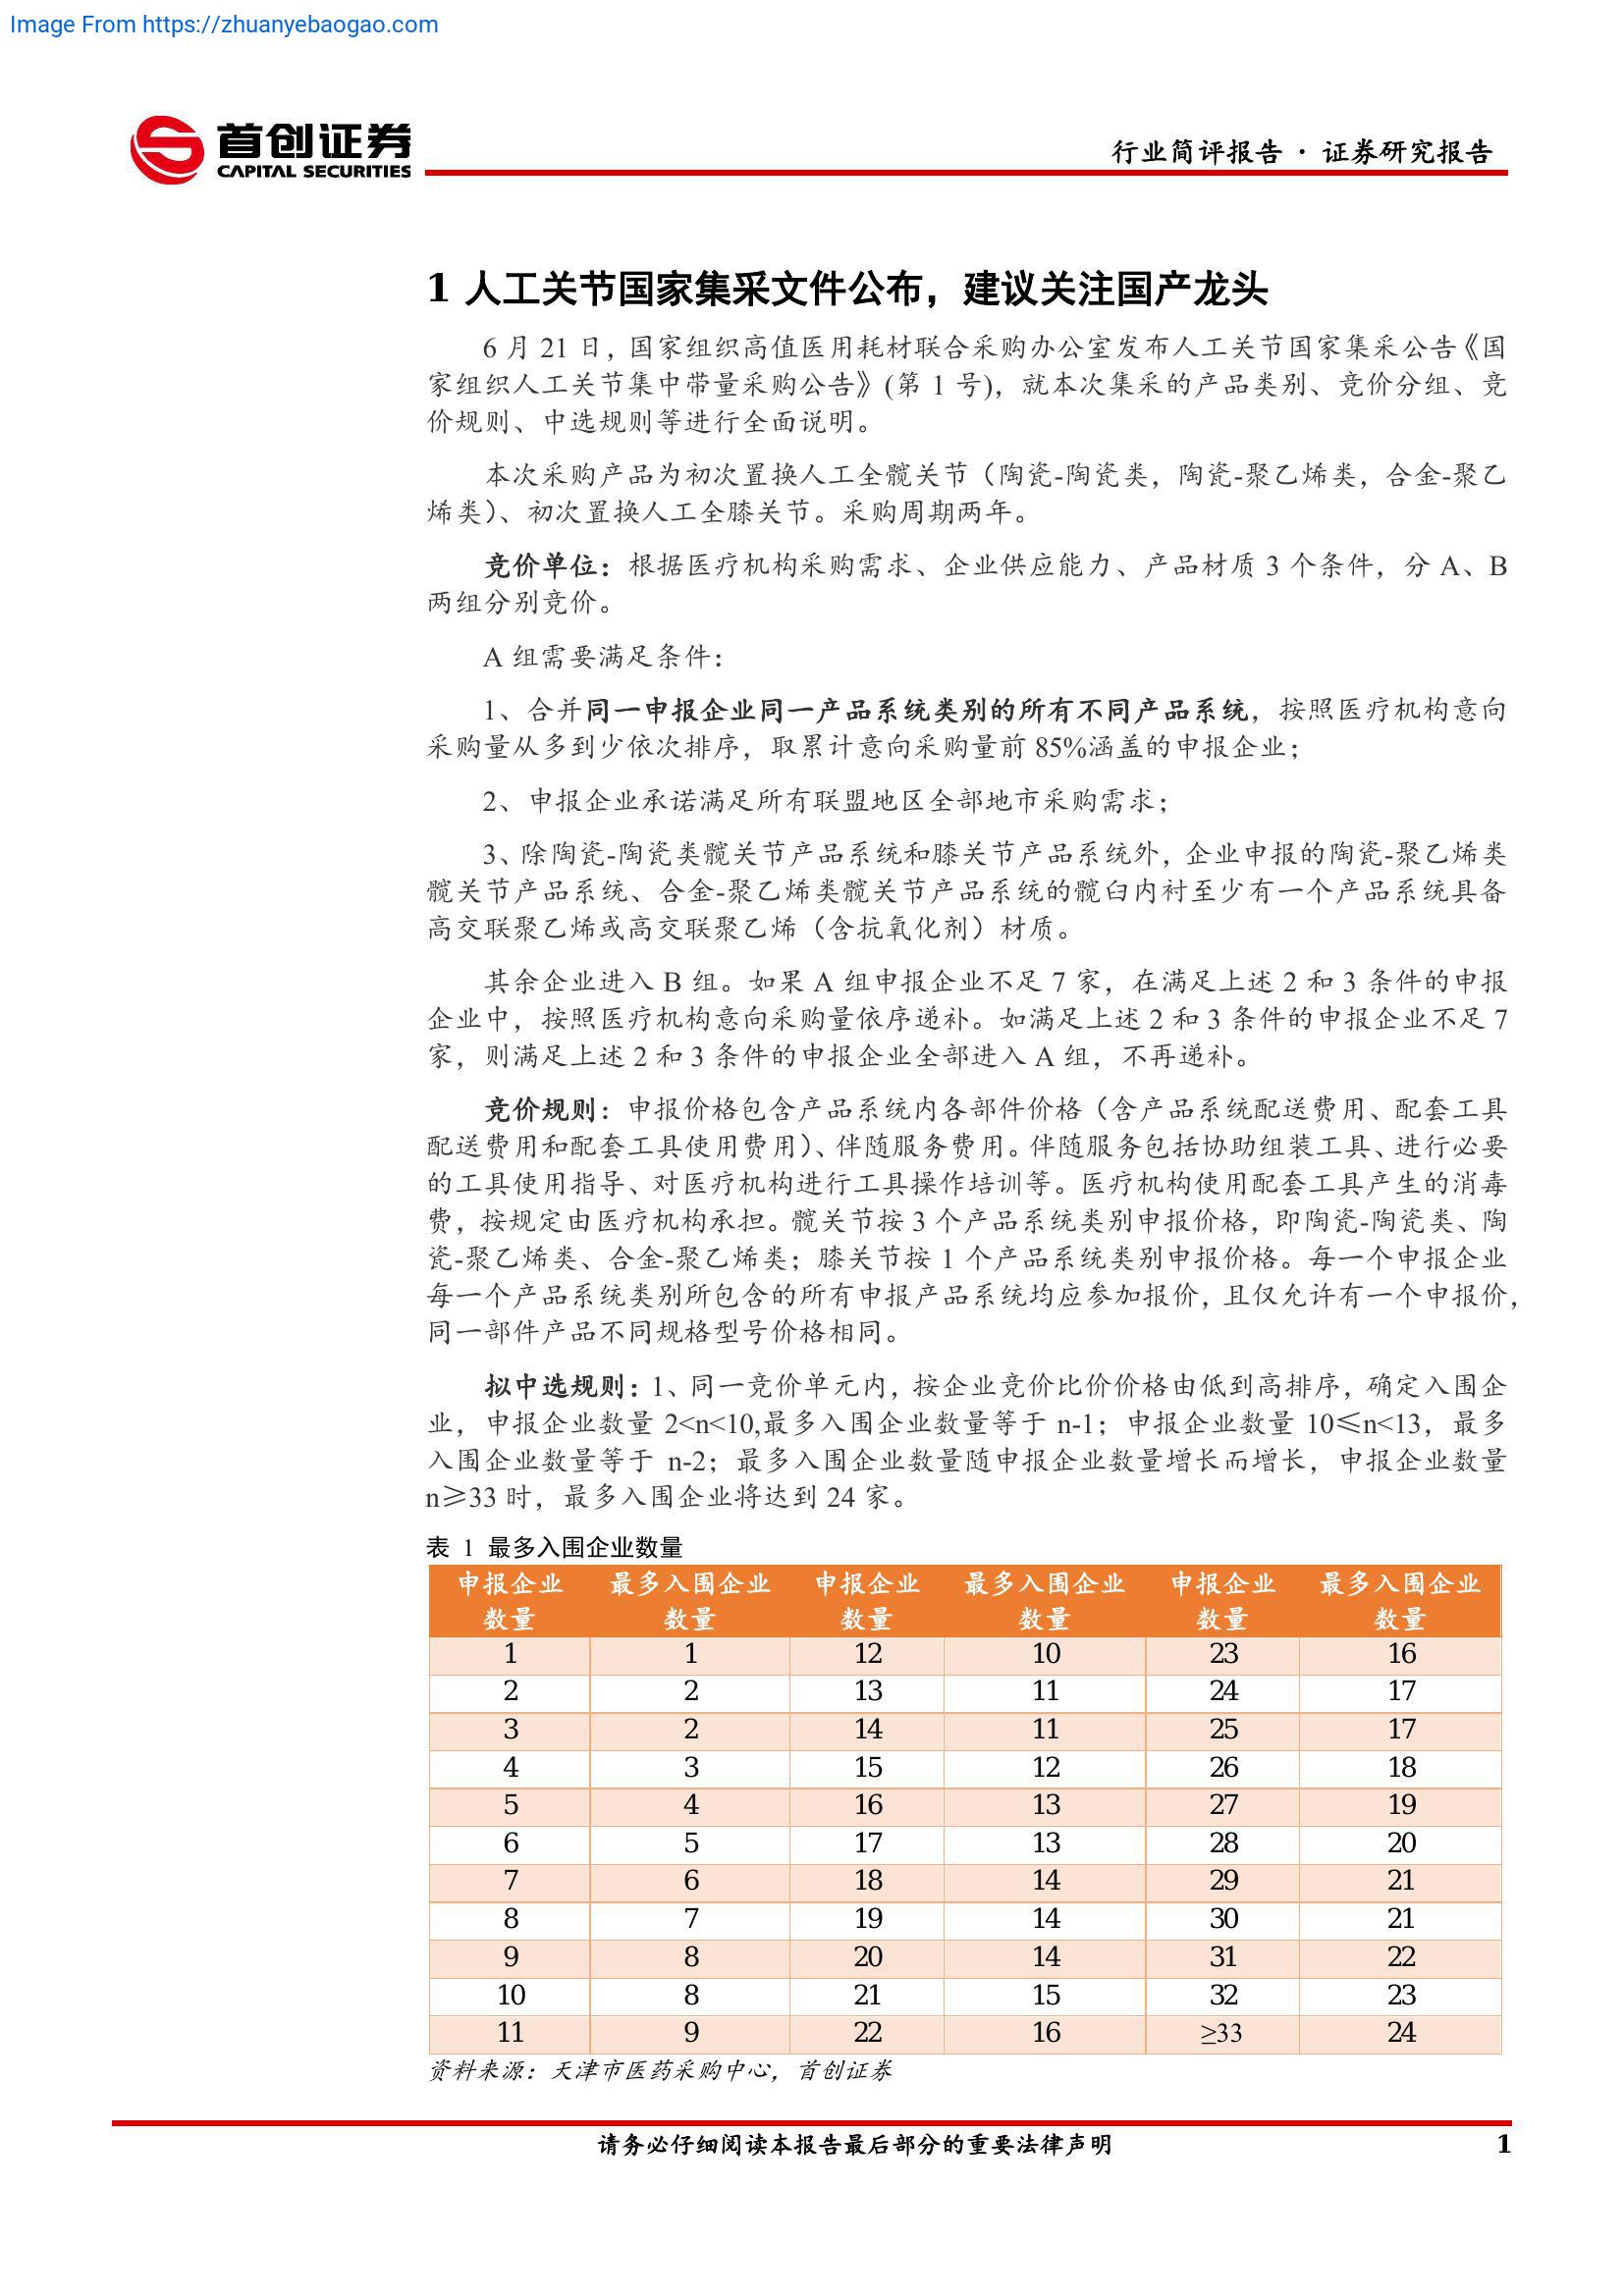 Image From https://zhuanyebaogao.com
首创证券
CAPITAL SECURITIES
行业简评报告 · 证券研究报告
1 人工关节国家集采文件公布，建议关注国产龙头
6 月 21 日，国家组织高值医用耗材联合采购办公室发布人工关节国家集采公告《国
家组织人工关节集中带量采购公告》(第 1 号)，就本次集采的产品类别、竞价分组、竞
价规则、中选规则等进行全面说明。
本次采购产品为初次置换人工全髋关节（陶瓷-陶瓷类，陶瓷-聚乙烯类，合金-聚乙
烯类）、初次置换人工全膝关节。采购周期两年。
竞价单位：根据医疗机构采购需求、企业供应能力、产品材质 3 个条件，分 A、B
两组分别竞价。
A 组需要满足条件：
1、合并同一申报企业同一产品系统类别的所有不同产品系统，按照医疗机构意向
采购量从多到少依次排序，取累计意向采购量前 85%涵盖的申报企业；
2、申报企业承诺满足所有联盟地区全部地市采购需求；
3、除陶瓷-陶瓷类髋关节产品系统和膝关节产品系统外，企业申报的陶瓷-聚乙烯类
髋关节产品系统、合金-聚乙烯类髋关节产品系统的髋臼内衬至少有一个产品系统具备
高交联聚乙烯或高交联聚乙烯（含抗氧化剂）材质。
其余企业进入 B 组。如果 A 组申报企业不足 7 家，在满足上述 2 和 3 条件的申报
企业中，按照医疗机构意向采购量依序递补。如满足上述 2 和 3 条件的申报企业不足 7
家，则满足上述 2 和 3 条件的申报企业全部进入 A 组，不再递补。
竞价规则：申报价格包含产品系统内各部件价格（含产品系统配送费用、配套工具
配送费用和配套工具使用费用）、伴随服务费用。伴随服务包括协助组装工具、进行必要
的工具使用指导、对医疗机构进行工具操作培训等。医疗机构使用配套工具产生的消毒
费，按规定由医疗机构承担。髋关节按 3 个产品系统类别申报价格，即陶瓷-陶瓷类、陶
瓷-聚乙烯类、合金-聚乙烯类；膝关节按 1 个产品系统类别申报价格。每一个申报企业
每一个产品系统类别所包含的所有申报产品系统均应参加报价，且仅允许有一个申报价，
同一部件产品不同规格型号价格相同。
拟中选规则：1、同一竞价单元内，按企业竞价比价价格由低到高排序，确定入围企
业，申报企业数量 2<n<10,最多入围企业数量等于 n-1；申报企业数量 10≤n<13，最多
入围企业数量等于 n-2；最多入围企业数量随申报企业数量增长而增长，申报企业数量
n≥33 时，最多入围企业将达到 24 家。
表 1 最多入围企业数量
申报企业 最多入围企业 申报企业 最多入围企业 申报企业 最多入围企业
数量 数量 数量 数量 数量 数量
1 1 12 10 23 16
2 2 13 11 24 17
3 2 14 11 25 17
4 3 15 12 26 18
5 4 16 13 27 19
6 5 17 13 28 20
7 6 18 14 29 21
8 7 19 14 30 21
9 8 20 14 31 22
10 8 21 15 32 23
11 9 22 16 ≥33 24
资料来源：天津市医药采购中心，首创证券
请务必仔细阅读本报告最后部分的重要法律声明 1